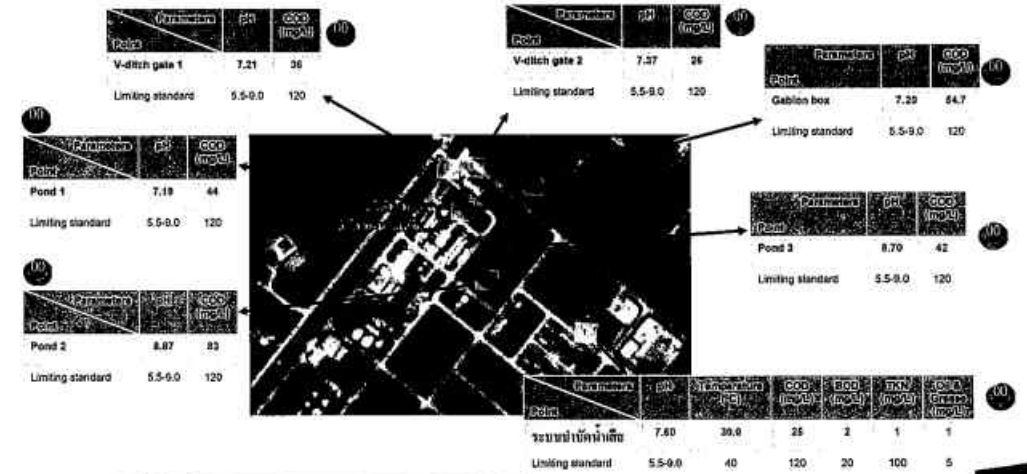 Parameters pH COD (mg/L)
Point
V-ditch gate 1 7.21 36
Limiting standard 5.5-9.0 120
Parameters pH COD (mg/L)
Point
V-ditch gate 2 7.37 26
Limiting standard 5.5-9.0 120
Parameters pH COD (mg/L)
Point
Gabion box 7.20 54.7
Limiting standard 5.5-9.0 120
Parameters pH COD (mg/L)
Point
Pond 1 7.19 44
Limiting standard 5.5-9.0 120
Parameters pH COD (mg/L)
Point
Pond 3 8.70 42
Limiting standard 5.5-9.0 120
Parameters pH COD (mg/L)
Point
Pond 2 8.87 83
Limiting standard 5.5-9.0 120
Parameters pH Temperature (°C) COD (mg/L) BOD (mg/L) TKN (mg/L) Oil & Grease (mg/L)
Point
ระบบบำบัดน้ำเสีย 7.60 30.0 25 2 1 1
Limiting standard 5.5-9.0 40 120 20 100 5